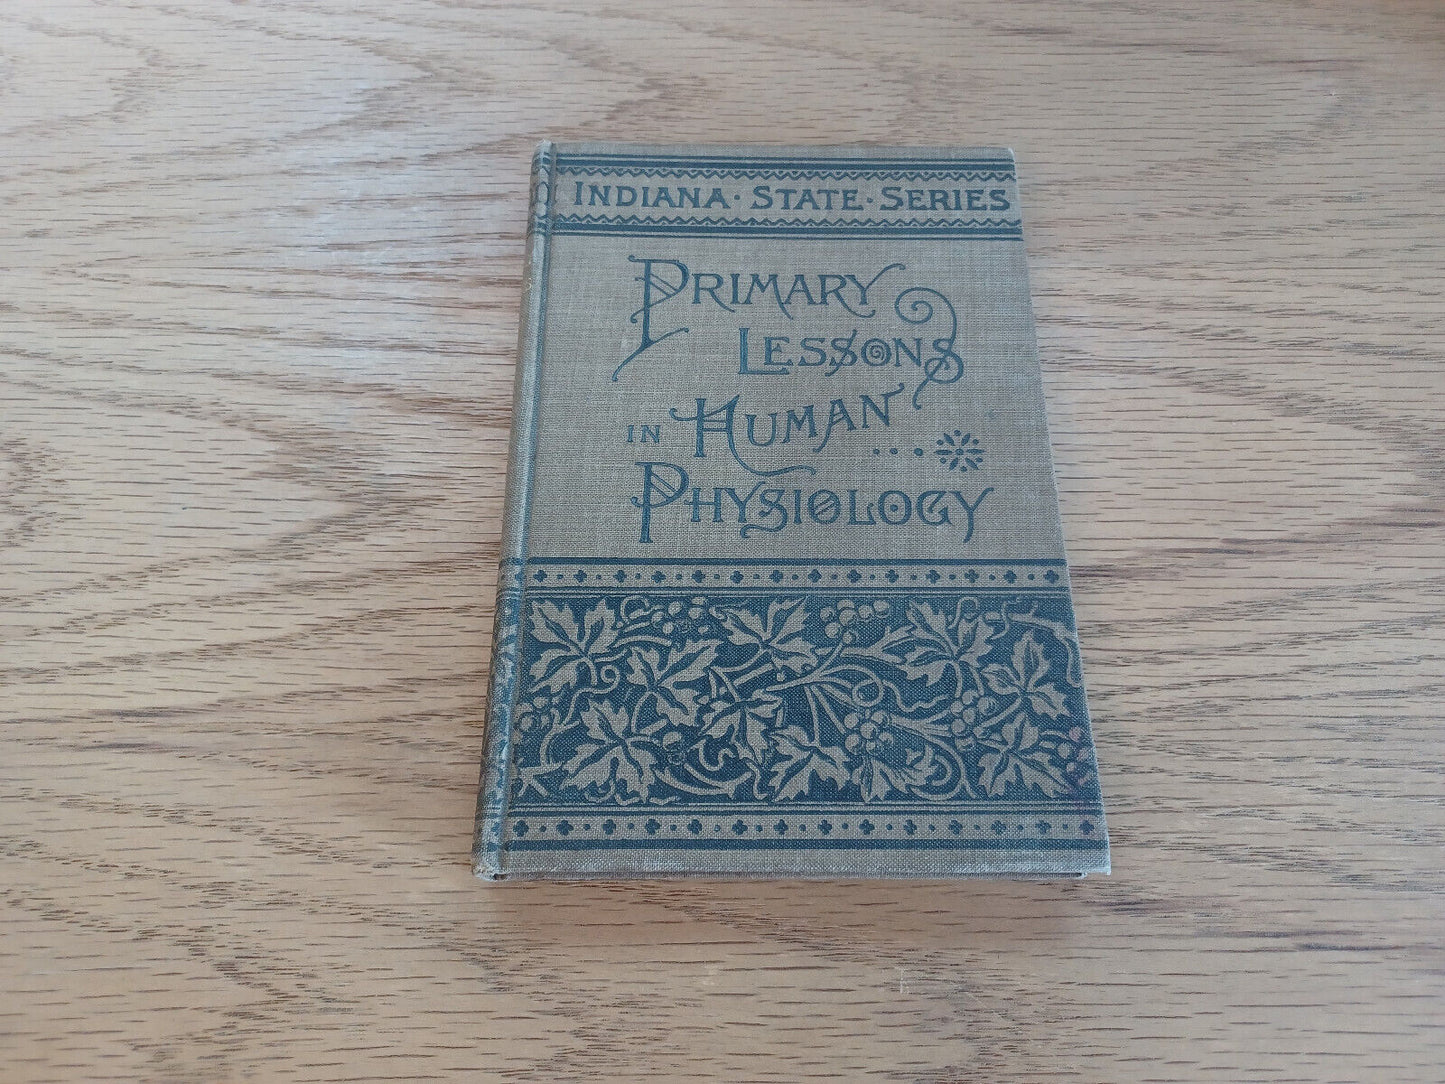 INDIANA · STATE · SERIES
PRIMARY
LESSONS
IN HUMAN
PHYSIOLOGY